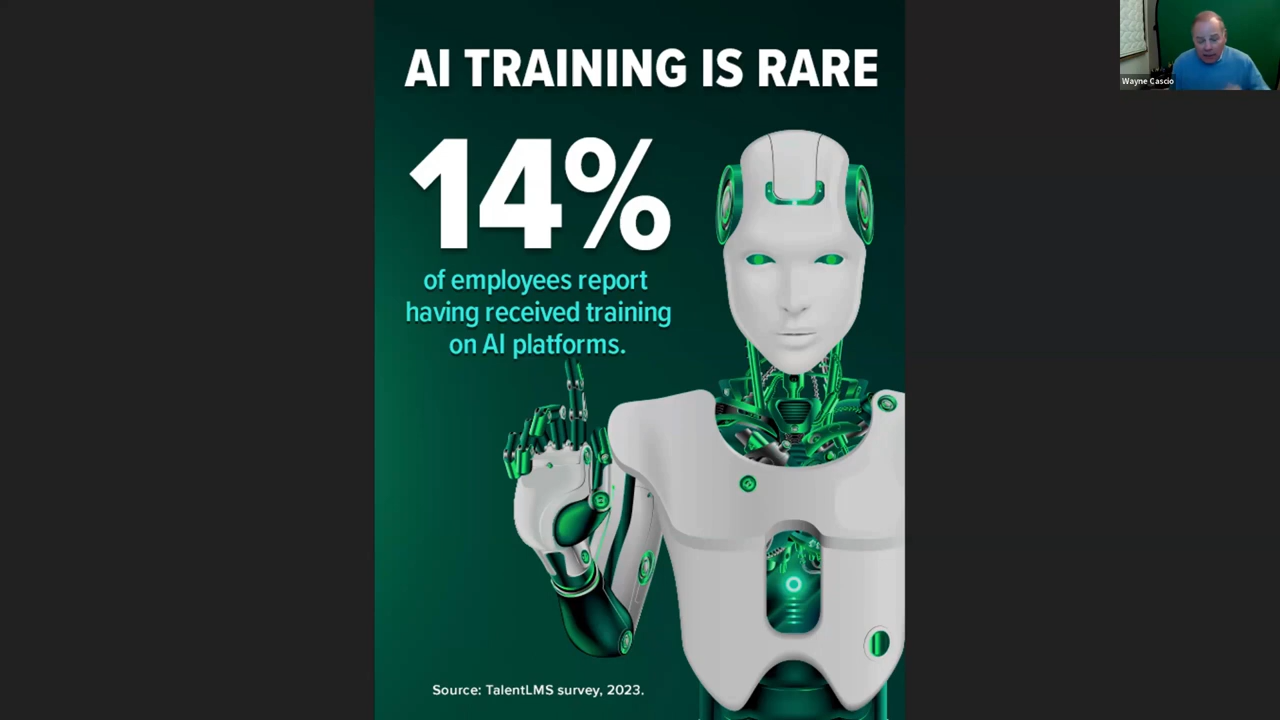 AI TRAINING IS RARE
14%
of employees report
having received training
on AI platforms.
Source: TalentLMS survey, 2023.
Wayne Cascio